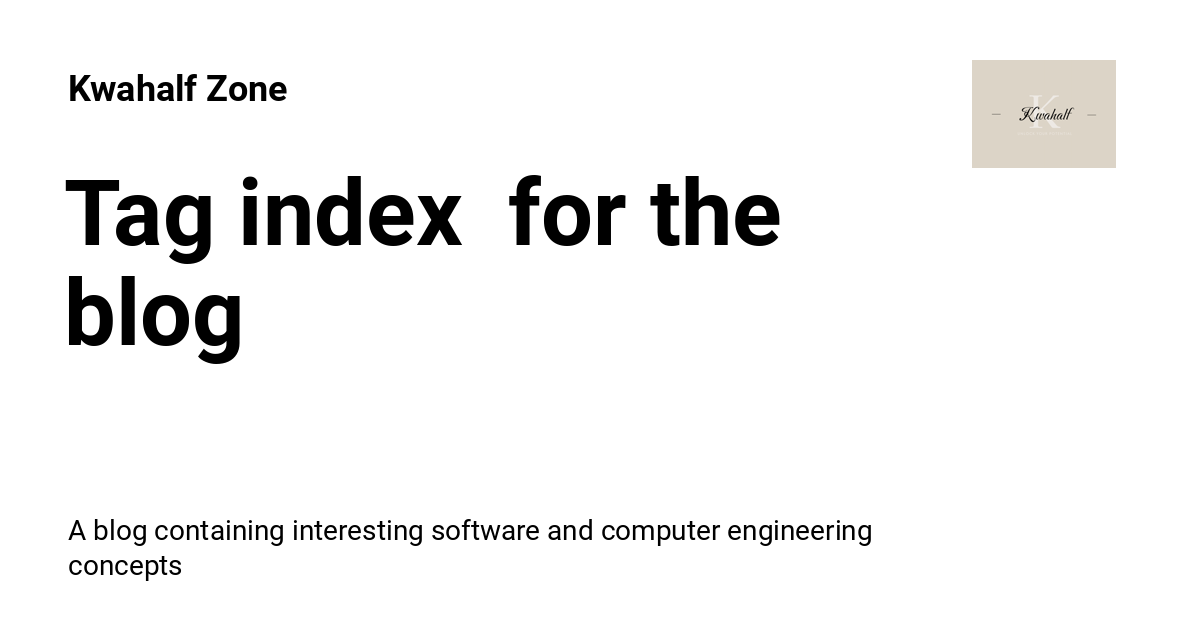 Kwahalf Zone
K
Kwahalf
Tag index  for the
blog
A blog containing interesting software and computer engineering
concepts